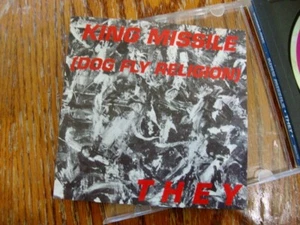 KING MISSILE
(DOG FLY RELIGION)
THEY